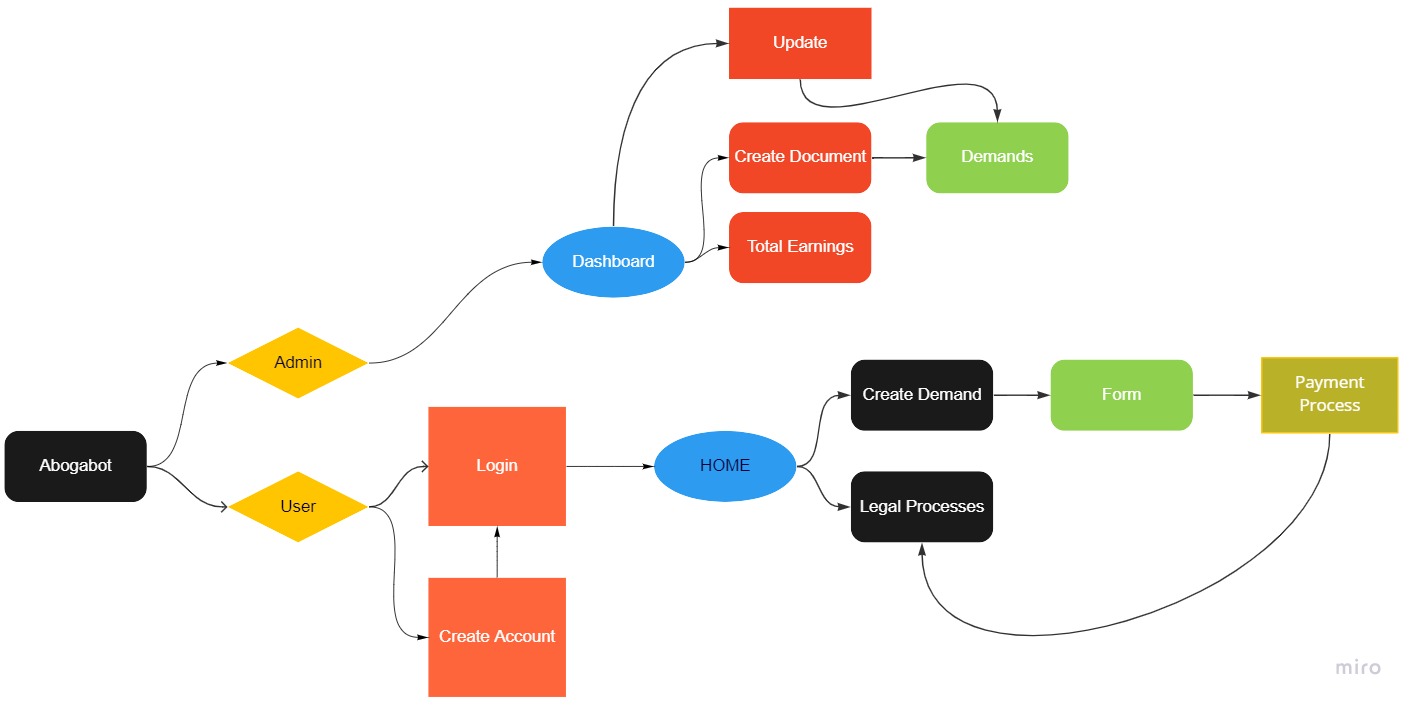 Update
Create Document
Demands
Total Earnings
Dashboard
Admin
Abogabot
User
Login
Create Account
HOME
Create Demand
Form
Payment
Process
Legal Processes
miro